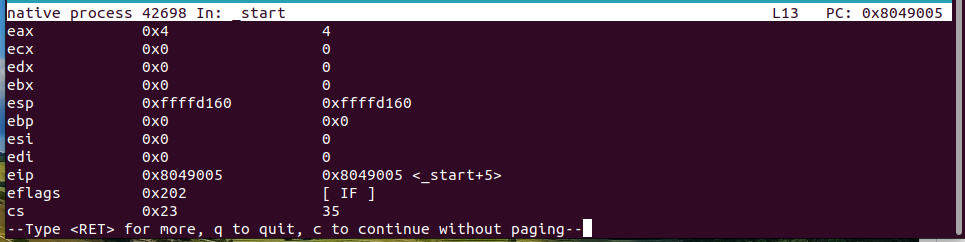 native process 42698 In: _start L13 PC: 0x8049005
eax 0x4 4
ecx 0x0 0
edx 0x0 0
ebx 0x0 0
esp 0xffffd160 0xffffd160
ebp 0x0 0x0
esi 0x0 0
edi 0x0 0
eip 0x8049005 0x8049005 <_start+5>
eflags 0x202 [ IF ]
cs 0x23 35
--Type <RET> for more, q to quit, c to continue without paging--